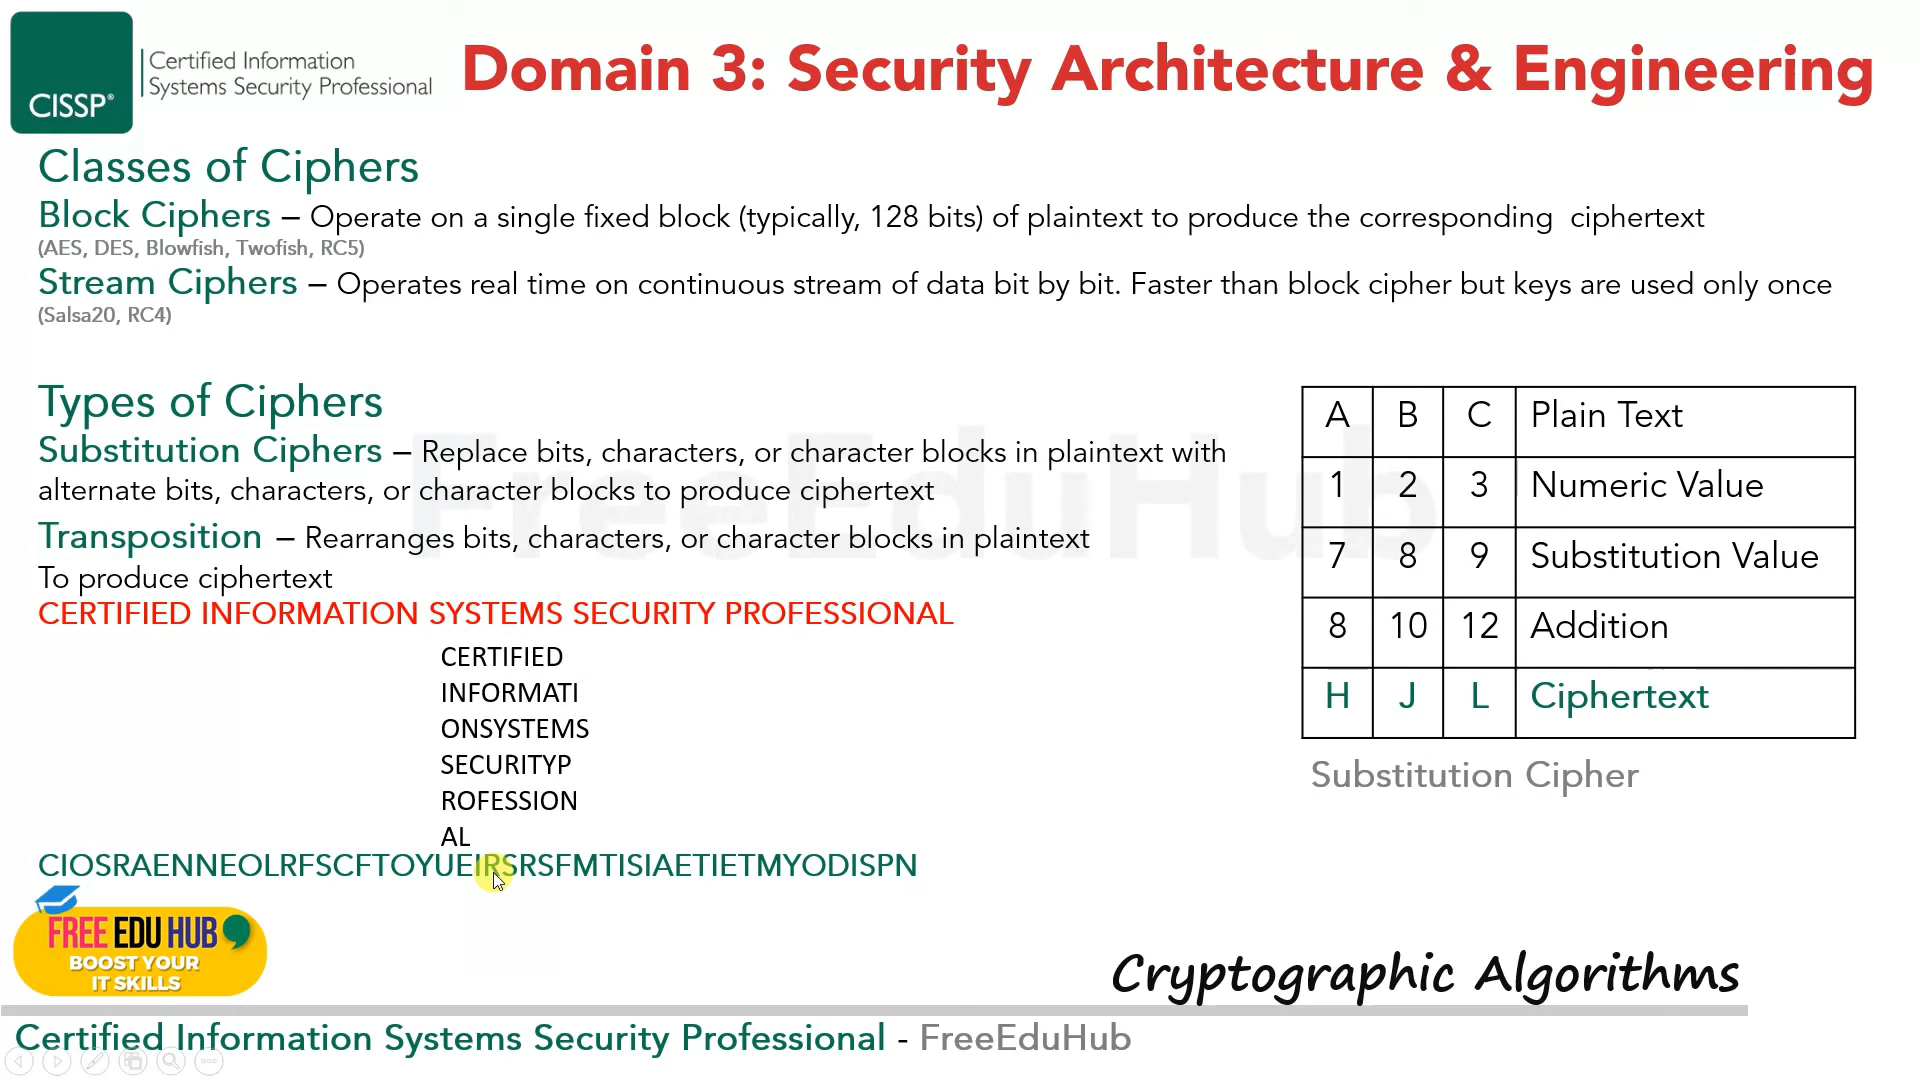 CISSP®
Certified Information
Systems Security Professional
Domain 3: Security Architecture & Engineering
Classes of Ciphers
Block Ciphers – Operate on a single fixed block (typically, 128 bits) of plaintext to produce the corresponding ciphertext
(AES, DES, Blowfish, Twofish, RC5)
Stream Ciphers – Operates real time on continuous stream of data bit by bit. Faster than block cipher but keys are used only once
(Salsa20, RC4)
Types of Ciphers
Substitution Ciphers – Replace bits, characters, or character blocks in plaintext with
alternate bits, characters, or character blocks to produce ciphertext
Transposition – Rearranges bits, characters, or character blocks in plaintext
To produce ciphertext
CERTIFIED INFORMATION SYSTEMS SECURITY PROFESSIONAL
CERTIFIED
INFORMATI
ONSYSTEMS
SECURITYP
ROFESSION
AL
CIOSRAENNEOLRFSCFTOYUEIRSRSFMTISIAETIETMYODISPN
A B C Plain Text
1 2 3 Numeric Value
7 8 9 Substitution Value
8 10 12 Addition
H J L Ciphertext
Substitution Cipher
FreeEduHub
FREE EDU HUB
BOOST YOUR
IT SKILLS
Cryptographic Algorithms
Certified Information Systems Security Professional - FreeEduHub